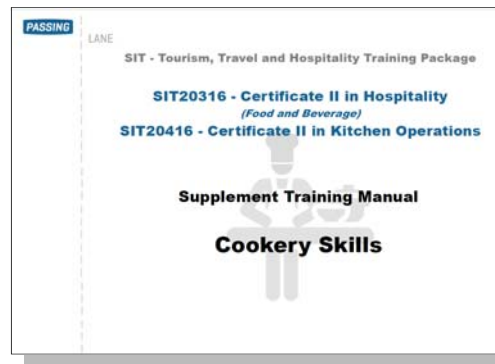 PASSING
LANE
SIT - Tourism, Travel and Hospitality Training Package
SIT20316 - Certificate II in Hospitality
(Food and Beverage)
SIT20416 - Certificate II in Kitchen Operations
Supplement Training Manual
Cookery Skills